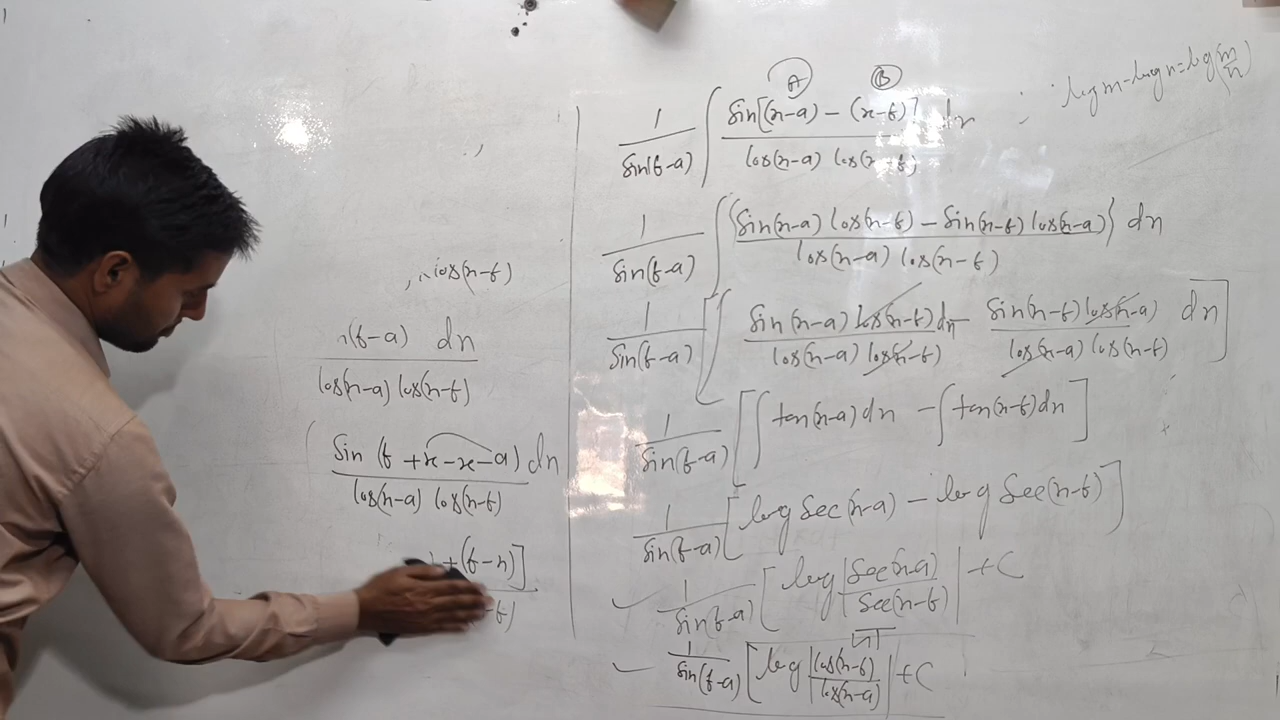 , cos(x-b)
n(b-a) dx
cos(x-a) cos(x-b)
sin (b +x-x-a) dx
cos(x-a) cos(x-b)
+(b-x)]
-b)
A B
log m - log n = log(m/n)
1/sin(b-a) ∫ sin[(x-a) - (x-b)]/cos(x-a) cos(x-b) dx
1/sin(b-a) ∫ {sin(x-a) cos(x-b) - sin(x-b) cos(x-a)}/cos(x-a) cos(x-b) dx
1/sin(b-a) [∫ sin(x-a) cos(x-b)/cos(x-a) cos(x-b) dx - sin(x-b) cos(x-a)/cos(x-a) cos(x-b) dx]
1/sin(b-a) [∫ tan(x-a) dx - ∫ tan(x-b) dx]
1/sin(b-a) [log sec(x-a) - log sec(x-b)]
1/sin(b-a) [log |sec(x-a)/sec(x-b)| + C
या
1/sin(b-a) [log |cos(x-b)/cos(x-a)| + C